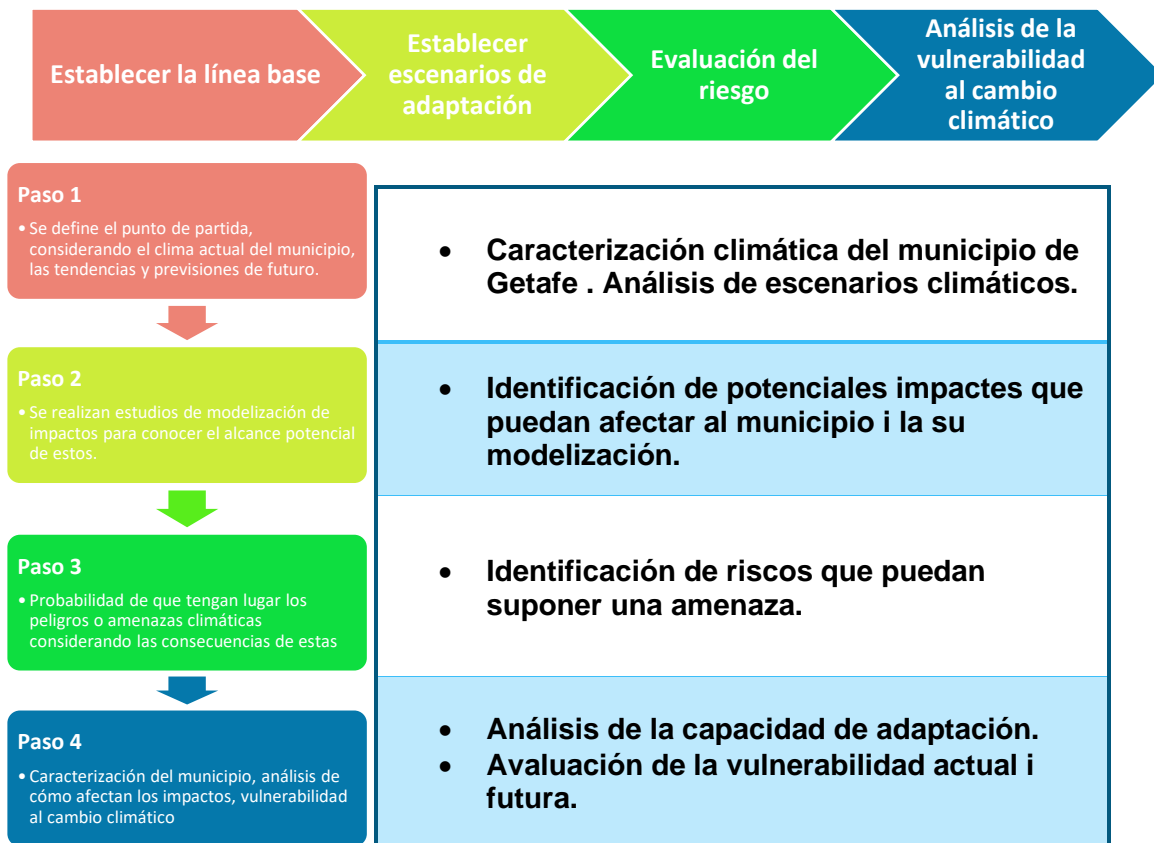 Establecer la línea base
Establecer
escenarios de
adaptación
Evaluación del
riesgo
Análisis de la
vulnerabilidad
al cambio
climático
Paso 1
• Se define el punto de partida,
considerando el clima actual del municipio,
las tendencias y previsiones de futuro.
• Caracterización climática del municipio de
Getafe . Análisis de escenarios climáticos.
Paso 2
• Se realizan estudios de modelización de
impactos para conocer el alcance potencial
de estos.
• Identificación de potenciales impactes que
puedan afectar al municipio i la su
modelización.
Paso 3
• Probabilidad de que tengan lugar los
peligros o amenazas climáticas
considerando las consecuencias de estas
• Identificación de riscos que puedan
suponer una amenaza.
Paso 4
• Caracterización del municipio, análisis de
cómo afectan los impactos, vulnerabilidad
al cambio climático
• Análisis de la capacidad de adaptación.
• Avaluación de la vulnerabilidad actual i
futura.